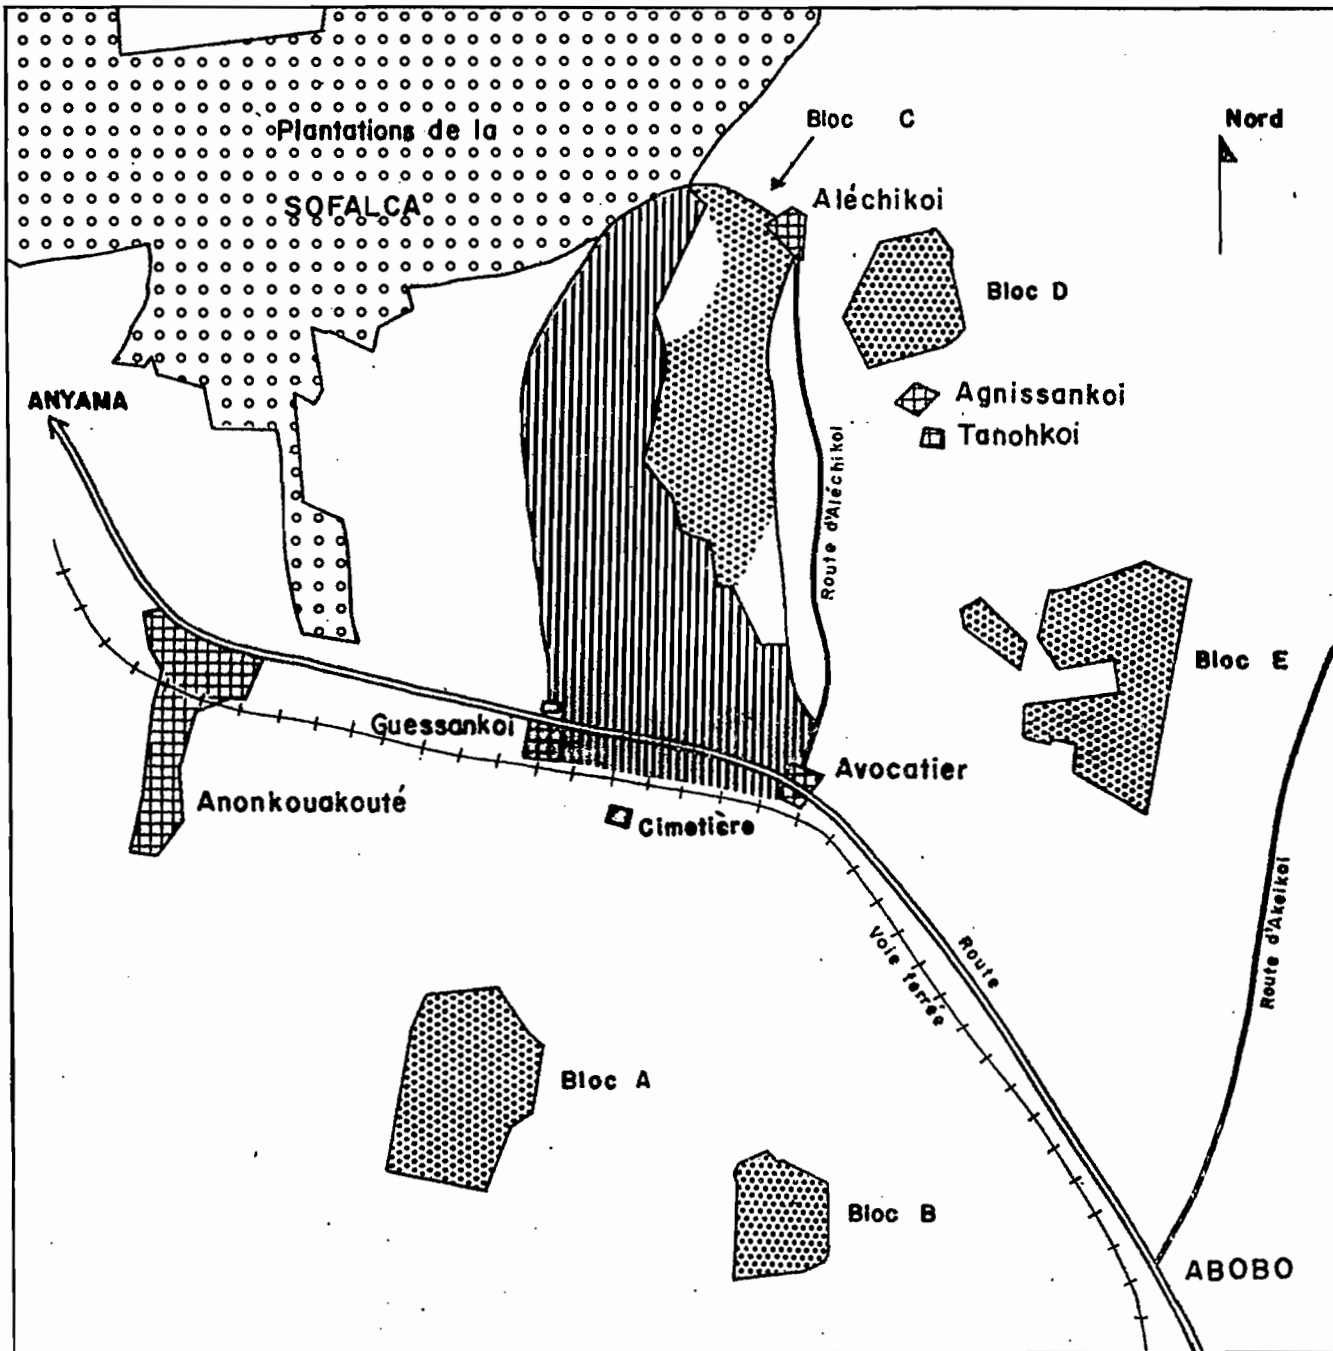 Bloc C
Nord
Plantations de la
SOFALCA
Aléchikoi
Bloc D
Agnissankoi
Tanohkoi
ANYAMA
Route d'Aléchikoi
Bloc E
Guessankoi
Avocatier
Anonkouakouté
Cimetière
Route d'Akeikoi
Route
Voie ferrée
Bloc A
Bloc B
ABOBO